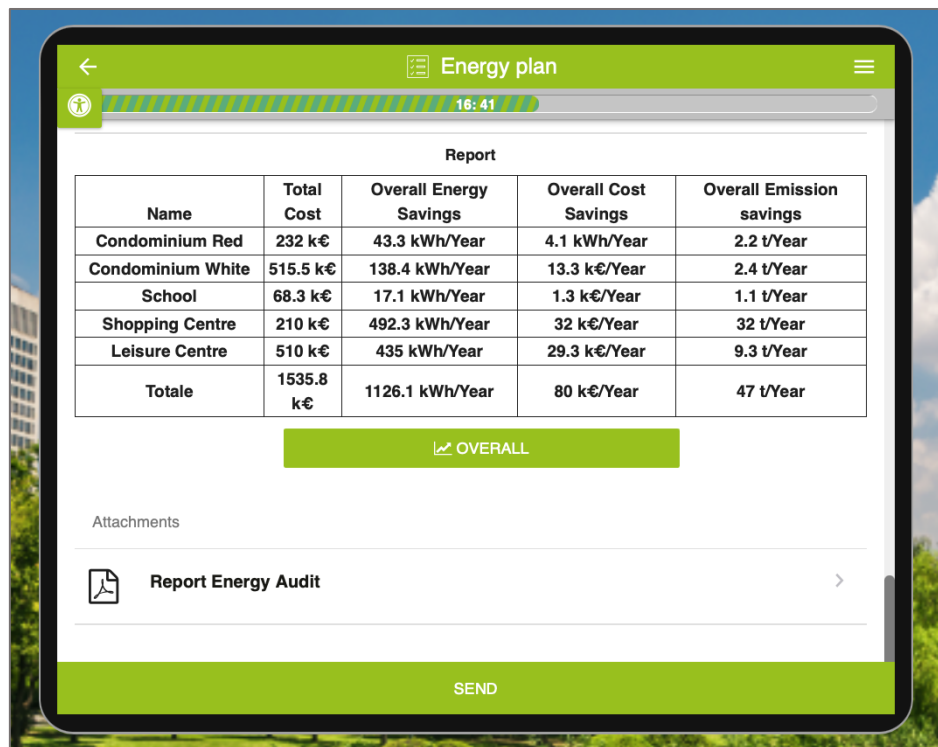 Energy plan
16: 41
Report
Name Total Cost Overall Energy Savings Overall Cost Savings Overall Emission savings
Condominium Red 232 k€ 43.3 kWh/Year 4.1 kWh/Year 2.2 t/Year
Condominium White 515.5 k€ 138.4 kWh/Year 13.3 k€/Year 2.4 t/Year
School 68.3 k€ 17.1 kWh/Year 1.3 k€/Year 1.1 t/Year
Shopping Centre 210 k€ 492.3 kWh/Year 32 k€/Year 32 t/Year
Leisure Centre 510 k€ 435 kWh/Year 29.3 k€/Year 9.3 t/Year
Totale 1535.8 k€ 1126.1 kWh/Year 80 k€/Year 47 t/Year
OVERALL
Attachments
Report Energy Audit
SEND